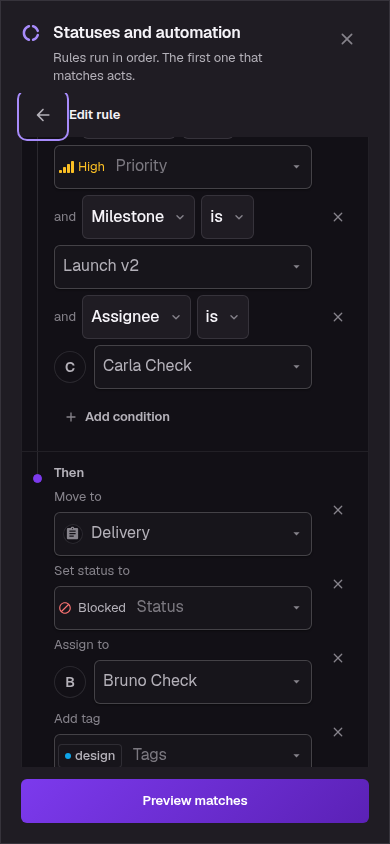 Statuses and automation
Rules run in order. The first one that
matches acts.
Edit rule
High Priority
and Milestone is
Launch v2
and Assignee is
C Carla Check
Add condition
Then
Move to
Delivery
Set status to
Blocked Status
Assign to
B Bruno Check
Add tag
design Tags
Preview matches